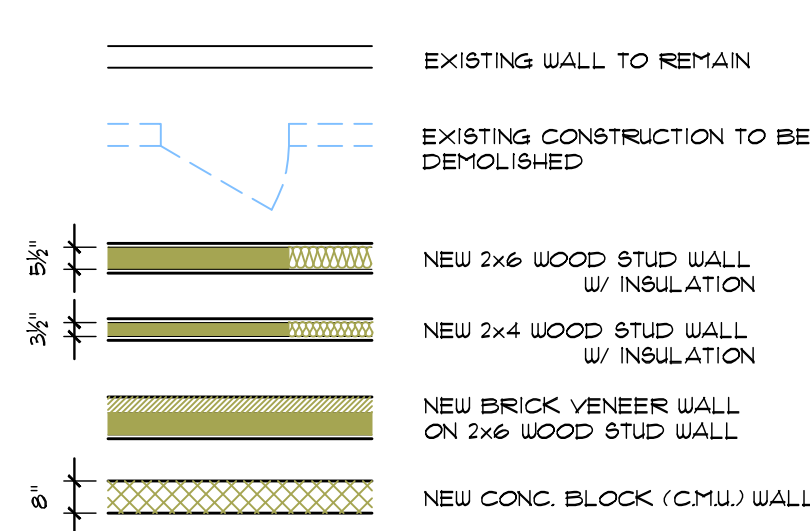 EXISTING WALL TO REMAIN
EXISTING CONSTRUCTION TO BE
DEMOLISHED
5½"
NEW 2x6 WOOD STUD WALL
W/ INSULATION
3½"
NEW 2x4 WOOD STUD WALL
W/ INSULATION
NEW BRICK VENEER WALL
ON 2x6 WOOD STUD WALL
8"
NEW CONC. BLOCK (C.M.U.) WALL